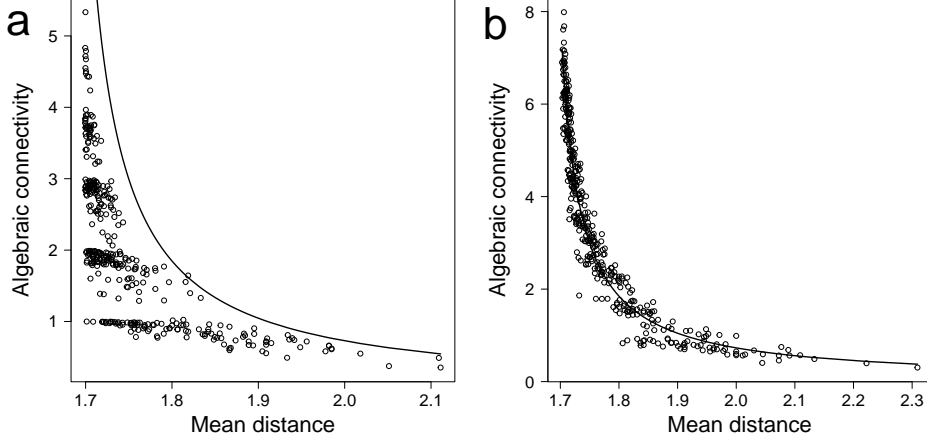 a
Algebraic connectivity
5
4
3
2
1
1.7 1.8 1.9 2.0 2.1
Mean distance
b
Algebraic connectivity
8
6
4
2
0
1.7 1.8 1.9 2.0 2.1 2.2 2.3
Mean distance